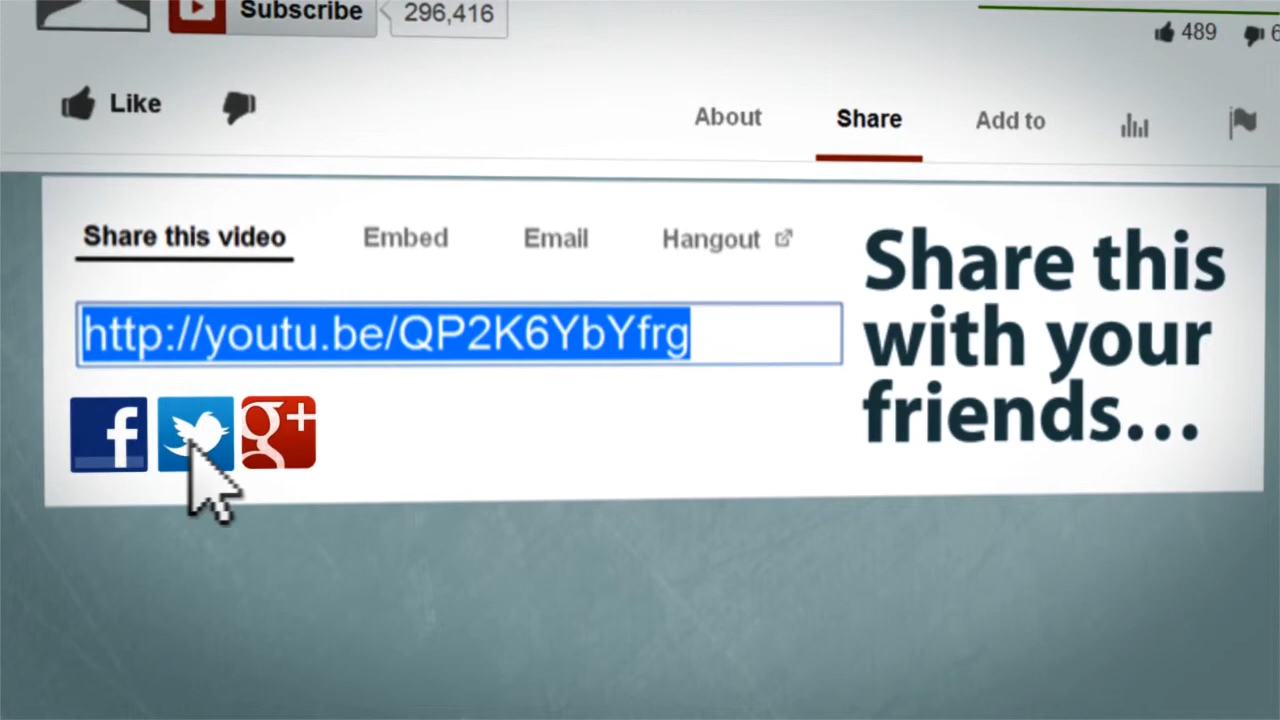 Subscribe 296,416
489
Like
About Share Add to
Share this video Embed Email Hangout
http://youtu.be/QP2K6YbYfrg
f g+
Share this
with your
friends…